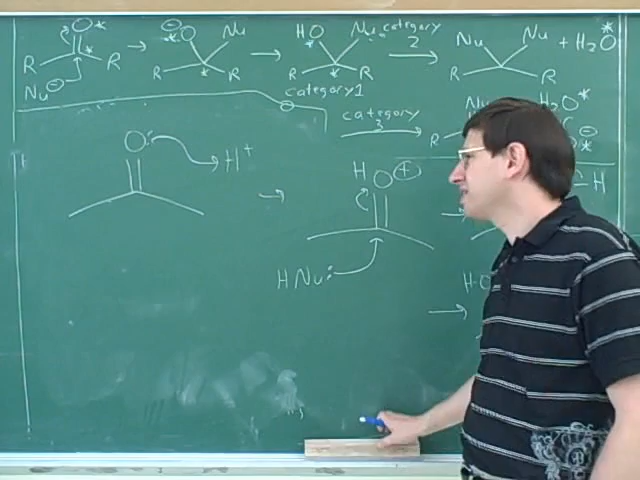 O* ⊖O Nu HO Nu category 2 Nu Nu + H₂O*
R * R → R * R → R * R → R R
Nu⊖ category 1
category 3 → Nu H₂O*
R ⊖ O*
O: H⁺
→ H O⊕ → H
HNu:
→ HO